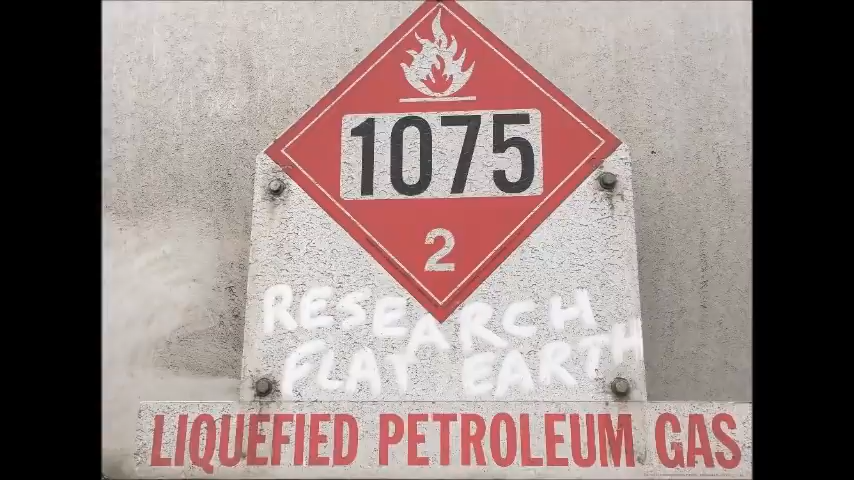 1075
2
RESEARCH
FLAT EARTH
LIQUEFIED PETROLEUM GAS